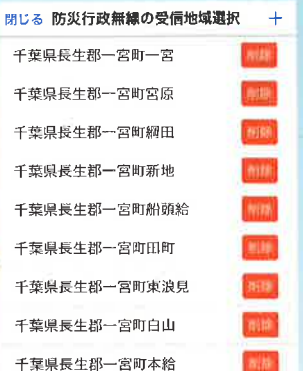 閉じる 防災行政無線の受信地域選択 +
千葉県長生郡一宮町一宮 削除
千葉県長生郡一宮町宮原 削除
千葉県長生郡一宮町綱田 削除
千葉県長生郡一宮町新地 削除
千葉県長生郡一宮町船頭給 削除
千葉県長生郡一宮町田町 削除
千葉県長生郡一宮町東浪見 削除
千葉県長生郡一宮町白山 削除
千葉県長生郡一宮町本給 削除